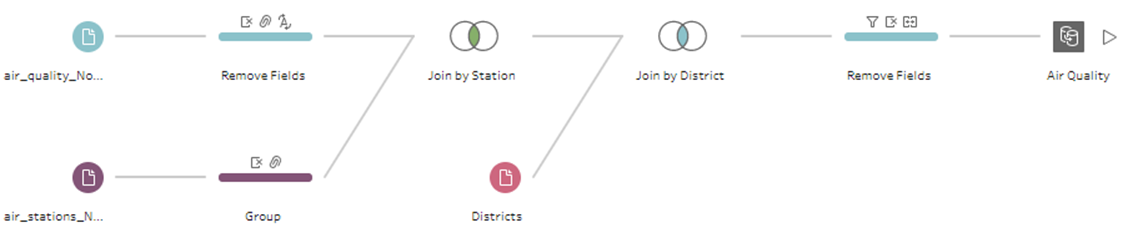 air_quality_No...
Remove Fields
Join by Station
Join by District
Remove Fields
Air Quality
air_stations_N...
Group
Districts